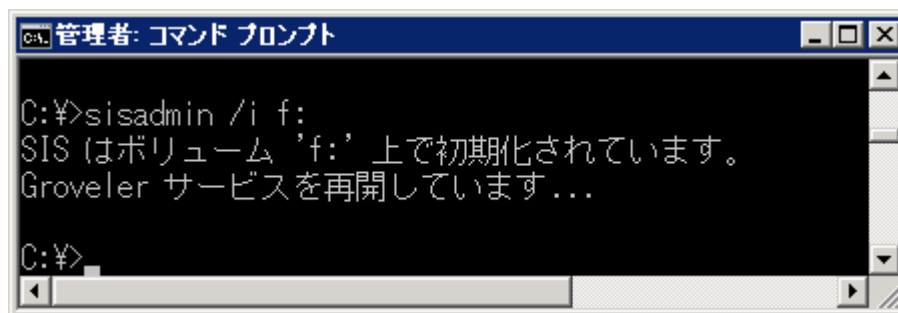 管理者: コマンド プロンプト
C:¥>sisadmin /i f:
SIS はボリューム 'f:' 上で初期化されています。
Groveler サービスを再開しています...
C:¥>